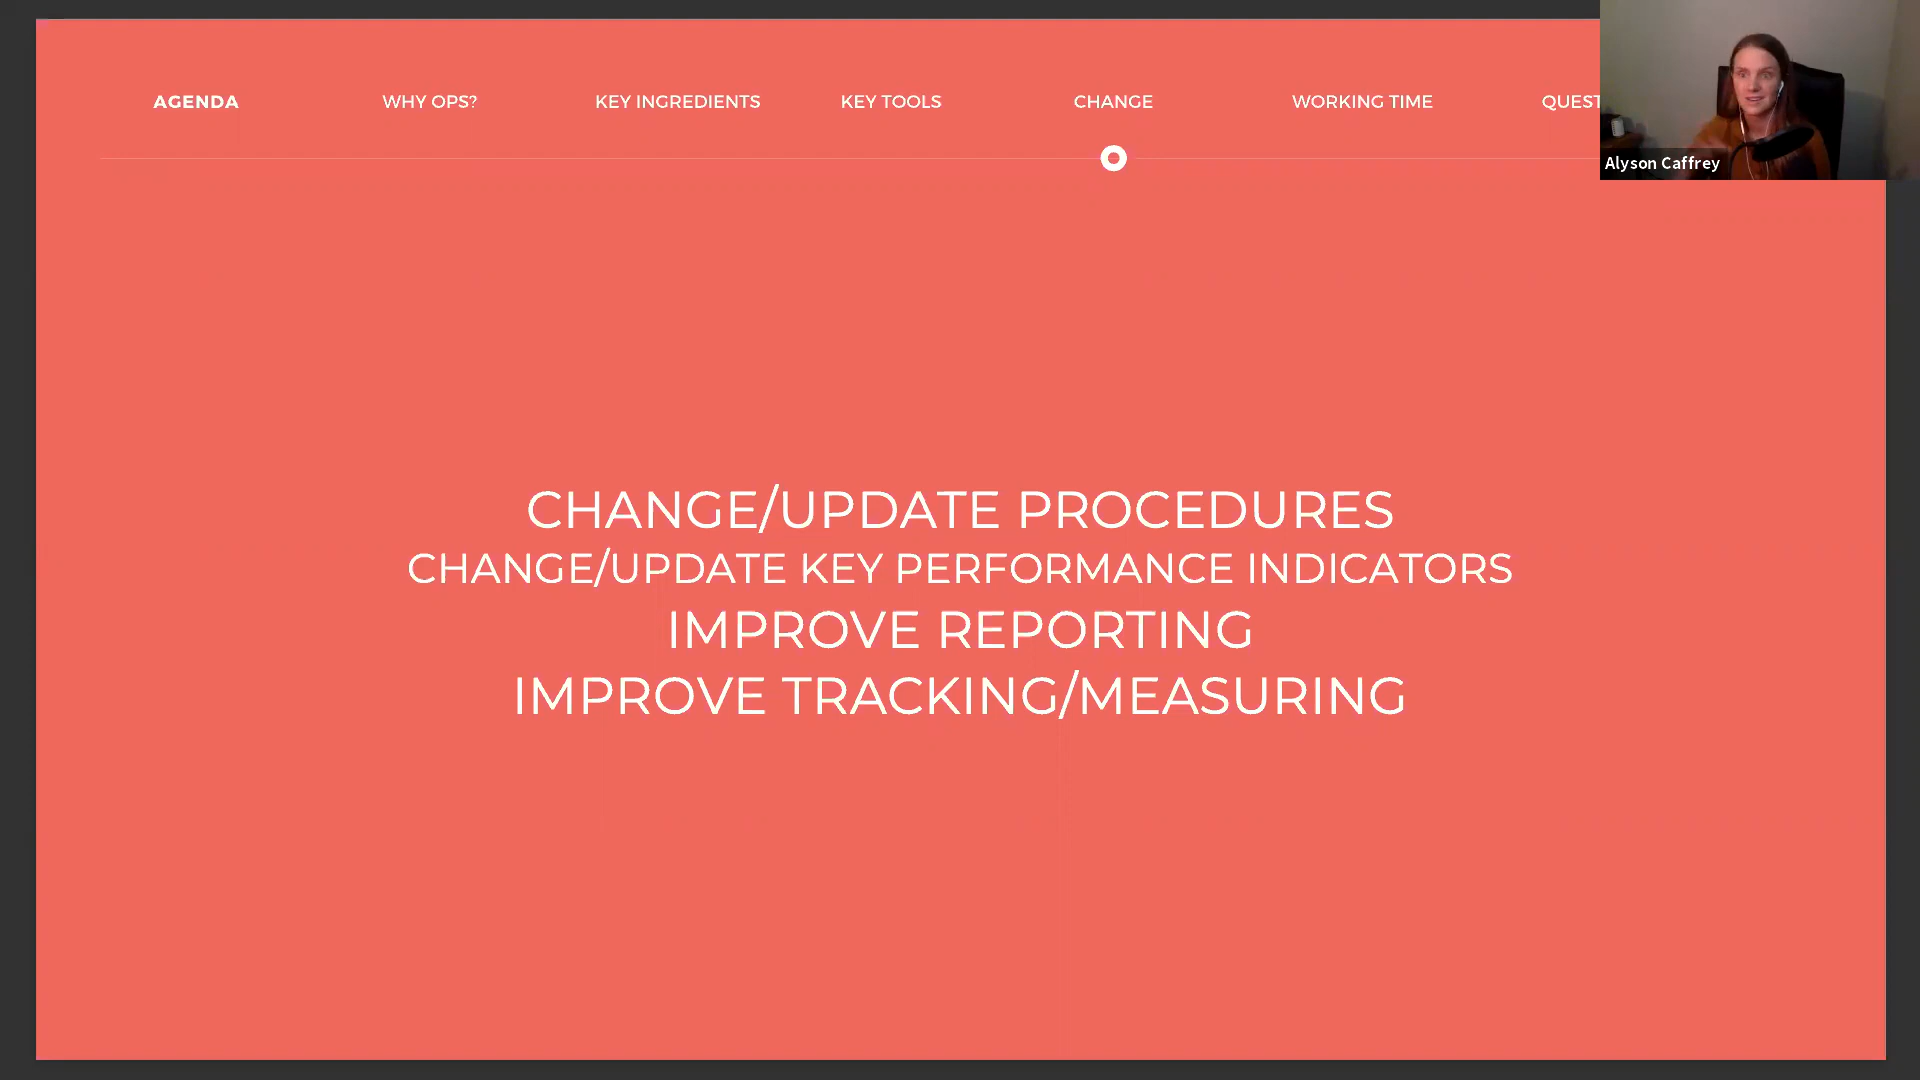 AGENDA WHY OPS? KEY INGREDIENTS KEY TOOLS CHANGE WORKING TIME QUEST
Alyson Caffrey
CHANGE/UPDATE PROCEDURES
CHANGE/UPDATE KEY PERFORMANCE INDICATORS
IMPROVE REPORTING
IMPROVE TRACKING/MEASURING